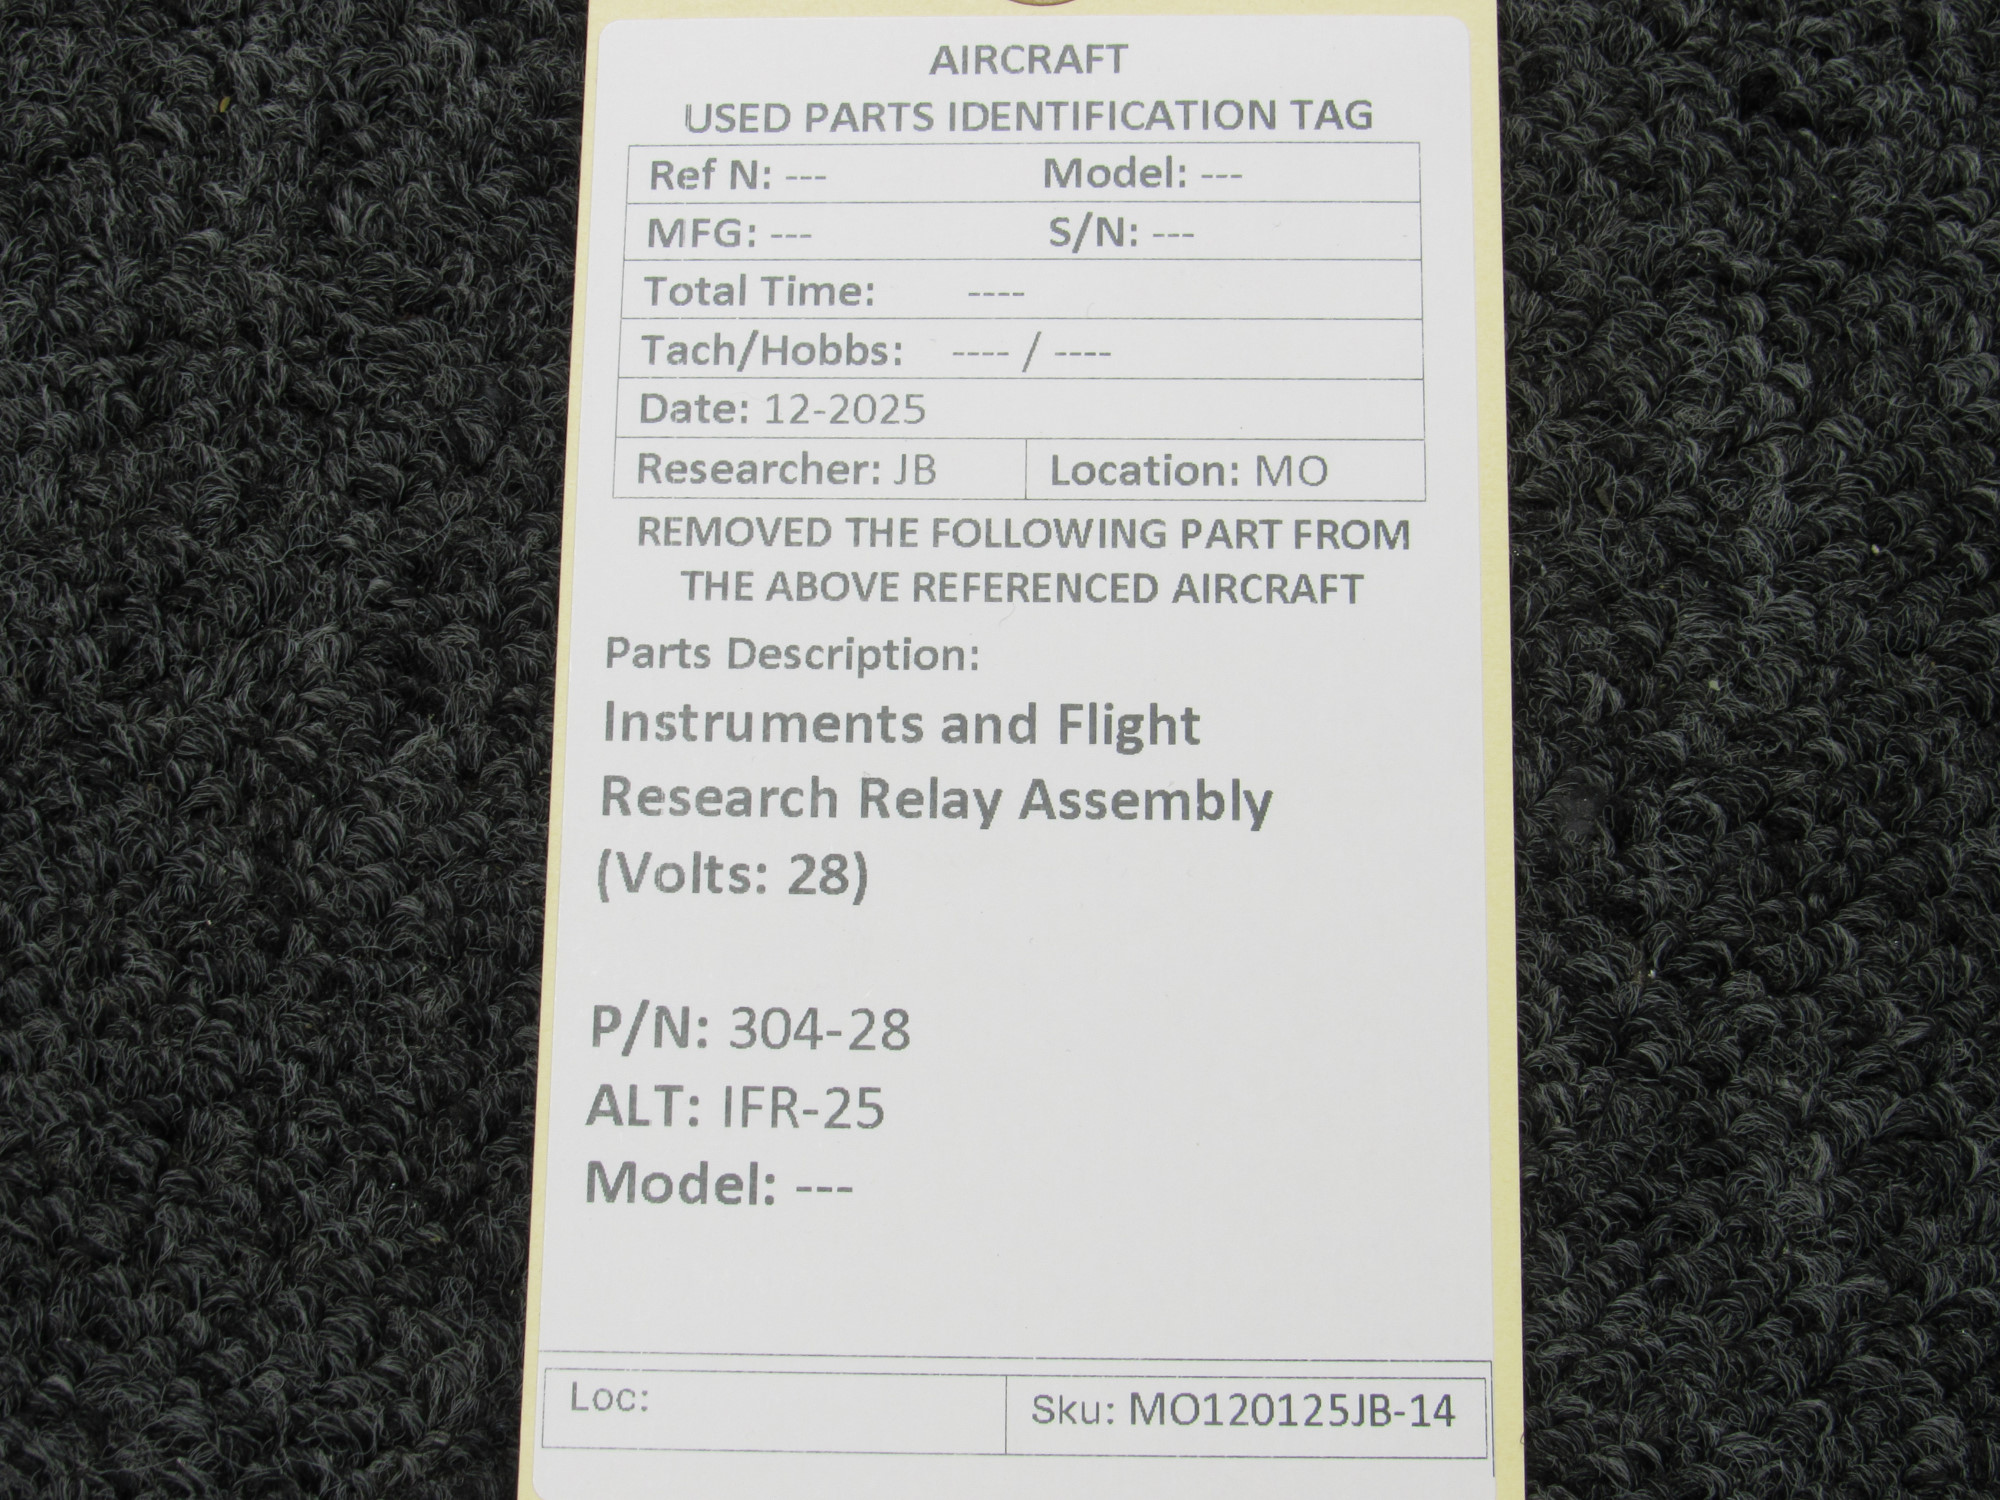 AIRCRAFT
USED PARTS IDENTIFICATION TAG
Ref N: --- Model: ---
MFG: --- S/N: ---
Total Time: ----
Tach/Hobbs: ---- / ----
Date: 12-2025
Researcher: JB Location: MO
REMOVED THE FOLLOWING PART FROM
THE ABOVE REFERENCED AIRCRAFT
Parts Description:
Instruments and Flight
Research Relay Assembly
(Volts: 28)
P/N: 304-28
ALT: IFR-25
Model: ---
Loc: Sku: MO120125JB-14